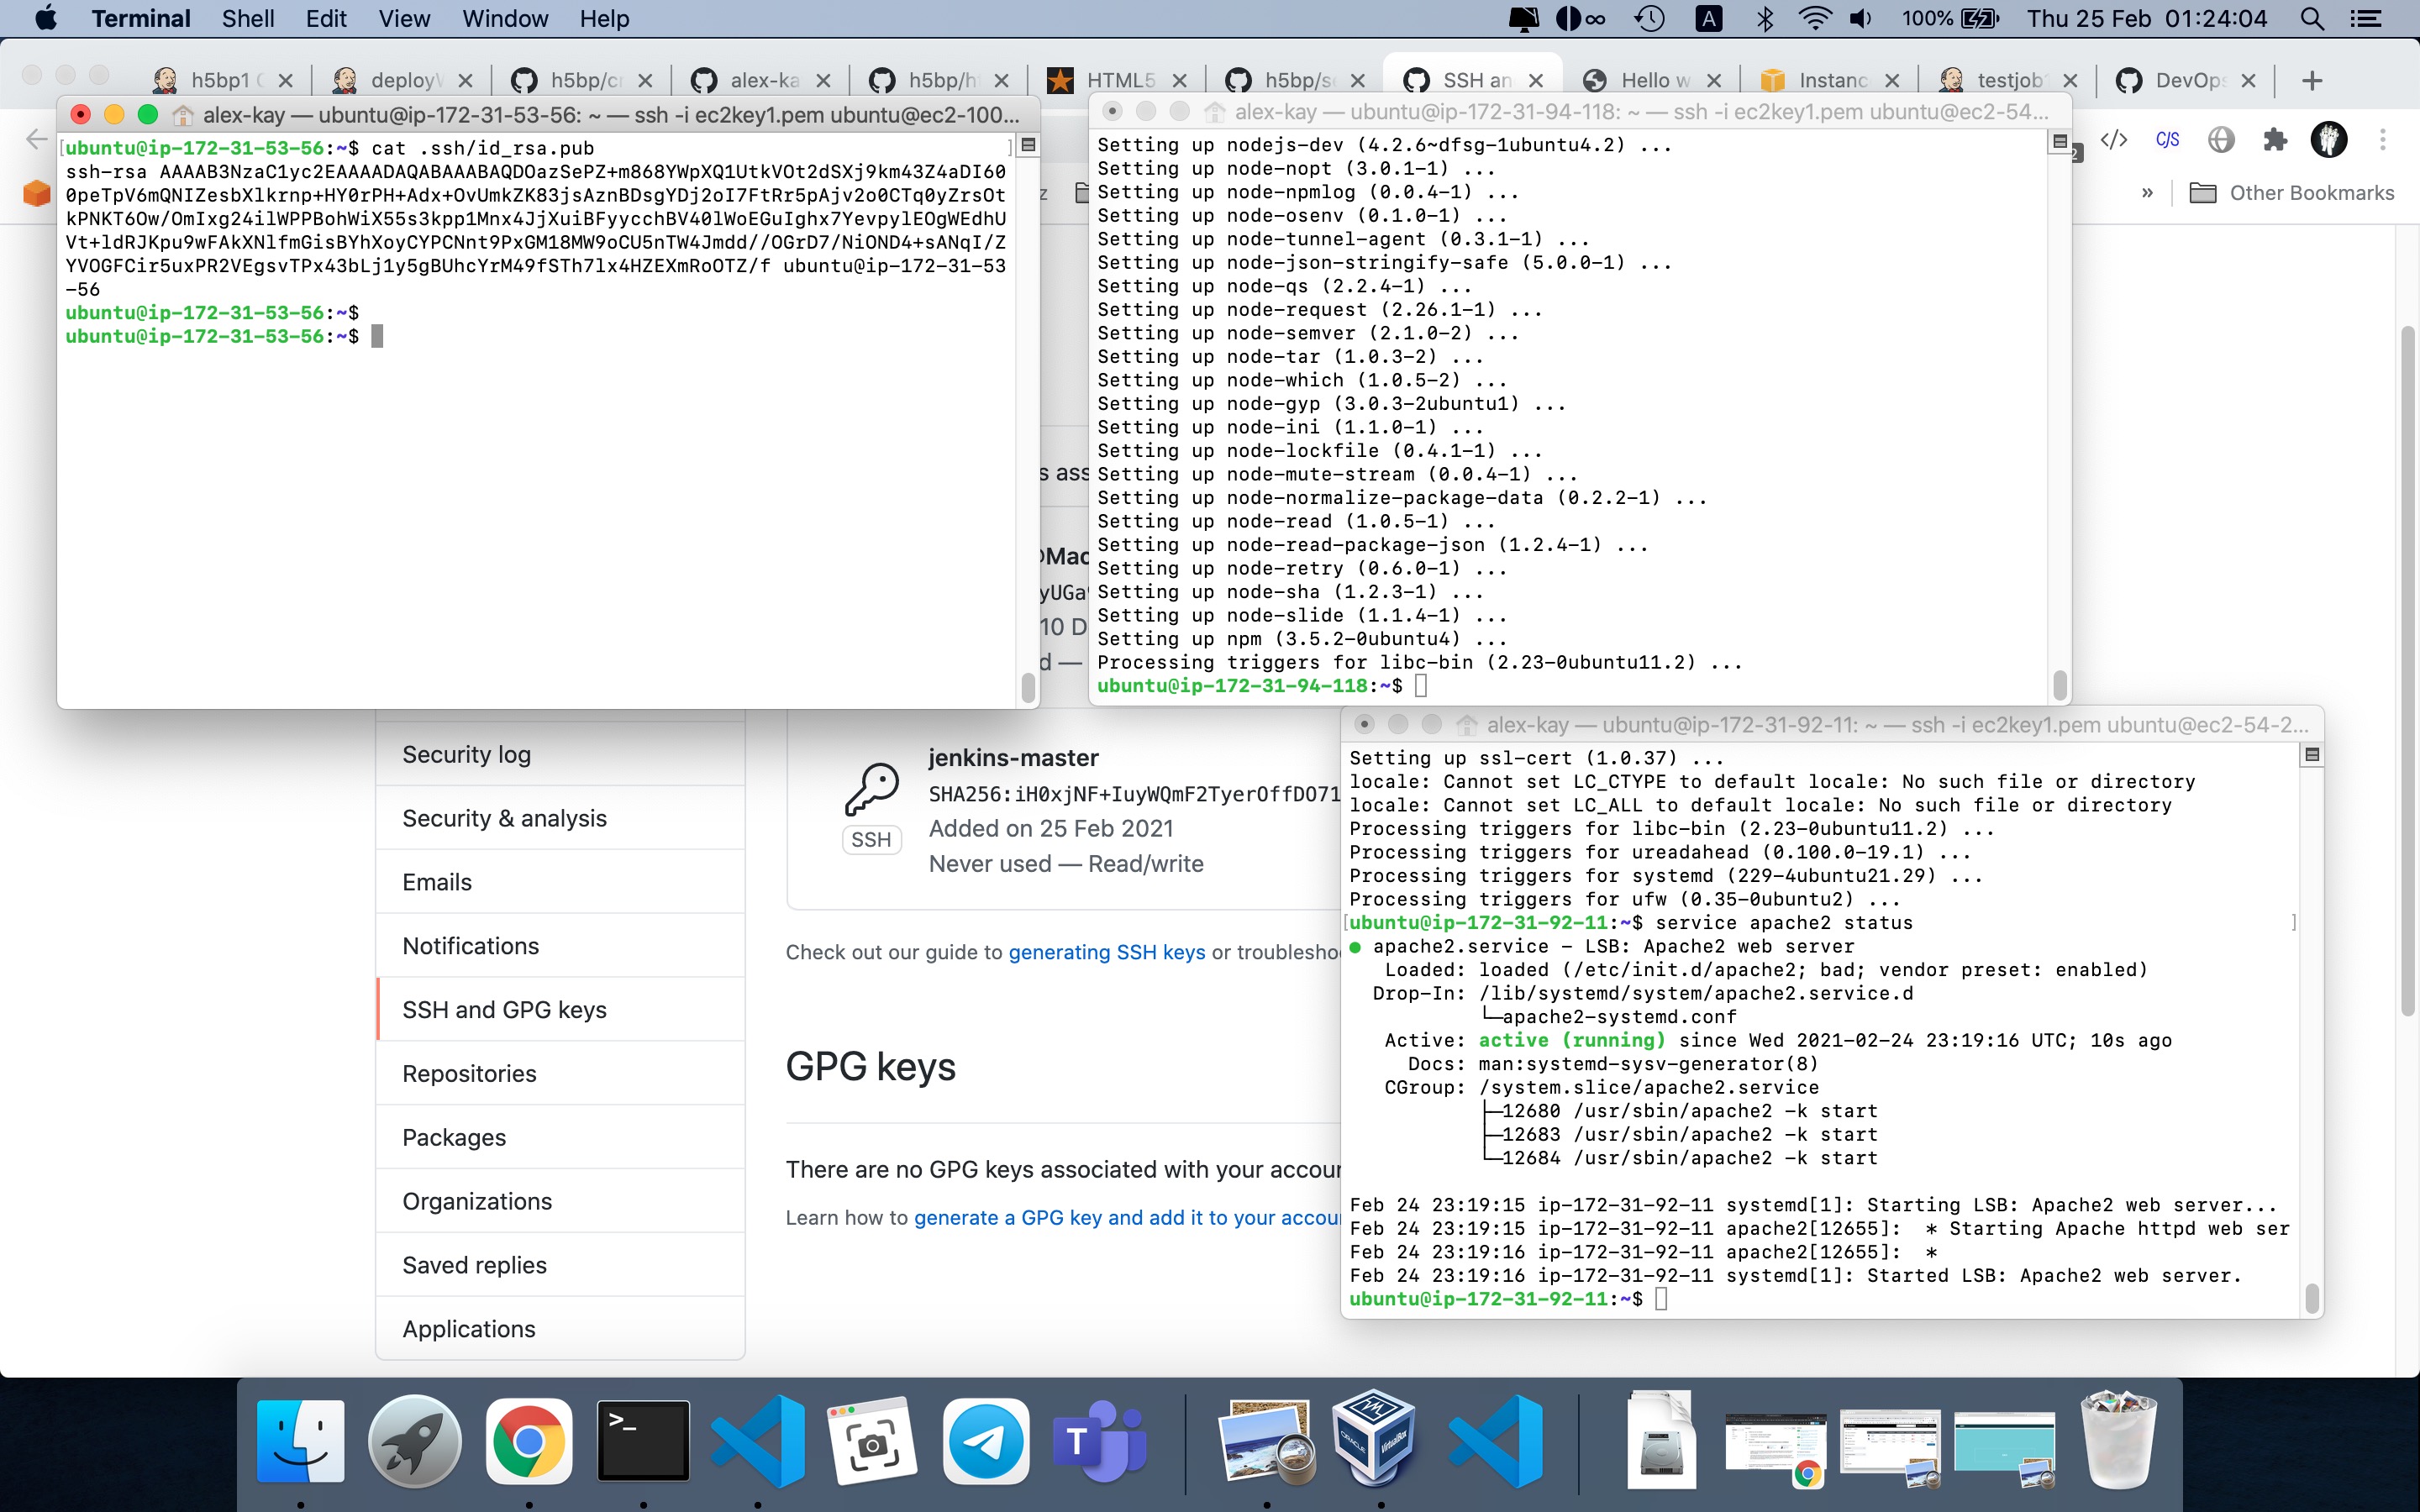 Terminal Shell Edit View Window Help
A 100% Thu 25 Feb 01:24:04
h5bp1 deploy h5bp/c alex-ka h5bp/h HTML5 h5bp/s SSH an Hello w Instanc testjob DevOp
</> CJS
» Other Bookmarks
alex-kay — ubuntu@ip-172-31-53-56: ~ — ssh -i ec2key1.pem ubuntu@ec2-100...
ubuntu@ip-172-31-53-56:~$ cat .ssh/id_rsa.pub
ssh-rsa AAAAB3NzaC1yc2EAAAADAQABAAABAQDOazSePZ+m868YWpXQ1UtkVOt2dSXj9km43Z4aDI60
0peTpV6mQNIZesbXlkrnp+HY0rPH+Adx+OvUmkZK83jsAznBDsgYDj2oI7FtRr5pAjv2o0CTq0yZrsOt
kPNKT6Ow/OmIxg24ilWPPBohWiX55s3kpp1Mnx4JjXuiBFyycchBV40lWoEGuIghx7YevpylEOgWEdhU
Vt+ldRJKpu9wFAkXNlfmGisBYhXoyCYPCNnt9PxGM18MW9oCU5nTW4Jmdd//OGrD7/NiOND4+sANqI/Z
YVOGFCir5uxPR2VEgsvTPx43bLj1y5gBUhcYrM49fSTh7lx4HZEXmRoOTZ/f ubuntu@ip-172-31-53
-56
ubuntu@ip-172-31-53-56:~$
ubuntu@ip-172-31-53-56:~$
alex-kay — ubuntu@ip-172-31-94-118: ~ — ssh -i ec2key1.pem ubuntu@ec2-54...
Setting up nodejs-dev (4.2.6~dfsg-1ubuntu4.2) ...
Setting up node-nopt (3.0.1-1) ...
Setting up node-npmlog (0.0.4-1) ...
Setting up node-osenv (0.1.0-1) ...
Setting up node-tunnel-agent (0.3.1-1) ...
Setting up node-json-stringify-safe (5.0.0-1) ...
Setting up node-qs (2.2.4-1) ...
Setting up node-request (2.26.1-1) ...
Setting up node-semver (2.1.0-2) ...
Setting up node-tar (1.0.3-2) ...
Setting up node-which (1.0.5-2) ...
Setting up node-gyp (3.0.3-2ubuntu1) ...
Setting up node-ini (1.1.0-1) ...
Setting up node-lockfile (0.4.1-1) ...
Setting up node-mute-stream (0.0.4-1) ...
Setting up node-normalize-package-data (0.2.2-1) ...
Setting up node-read (1.0.5-1) ...
Setting up node-read-package-json (1.2.4-1) ...
Setting up node-retry (0.6.0-1) ...
Setting up node-sha (1.2.3-1) ...
Setting up node-slide (1.1.4-1) ...
Setting up npm (3.5.2-0ubuntu4) ...
Processing triggers for libc-bin (2.23-0ubuntu11.2) ...
ubuntu@ip-172-31-94-118:~$
s ass
Mac
yUGa
10 D
d —
Security log
Security & analysis
Emails
Notifications
SSH and GPG keys
Repositories
Packages
Organizations
Saved replies
Applications
jenkins-master
SHA256:iH0xjNF+IuyWQmF2TyerOffDO71
Added on 25 Feb 2021
Never used — Read/write
SSH
Check out our guide to generating SSH keys or troublesho
GPG keys
There are no GPG keys associated with your accou
Learn how to generate a GPG key and add it to your accou
alex-kay — ubuntu@ip-172-31-92-11: ~ — ssh -i ec2key1.pem ubuntu@ec2-54-2...
Setting up ssl-cert (1.0.37) ...
locale: Cannot set LC_CTYPE to default locale: No such file or directory
locale: Cannot set LC_ALL to default locale: No such file or directory
Processing triggers for libc-bin (2.23-0ubuntu11.2) ...
Processing triggers for ureadahead (0.100.0-19.1) ...
Processing triggers for systemd (229-4ubuntu21.29) ...
Processing triggers for ufw (0.35-0ubuntu2) ...
ubuntu@ip-172-31-92-11:~$ service apache2 status
● apache2.service - LSB: Apache2 web server
Loaded: loaded (/etc/init.d/apache2; bad; vendor preset: enabled)
Drop-In: /lib/systemd/system/apache2.service.d
└─apache2-systemd.conf
Active: active (running) since Wed 2021-02-24 23:19:16 UTC; 10s ago
Docs: man:systemd-sysv-generator(8)
CGroup: /system.slice/apache2.service
├─12680 /usr/sbin/apache2 -k start
├─12683 /usr/sbin/apache2 -k start
└─12684 /usr/sbin/apache2 -k start
Feb 24 23:19:15 ip-172-31-92-11 systemd[1]: Starting LSB: Apache2 web server...
Feb 24 23:19:15 ip-172-31-92-11 apache2[12655]:  * Starting Apache httpd web ser
Feb 24 23:19:16 ip-172-31-92-11 apache2[12655]:  *
Feb 24 23:19:16 ip-172-31-92-11 systemd[1]: Started LSB: Apache2 web server.
ubuntu@ip-172-31-92-11:~$
>_
T
ORACLE
VirtualBox